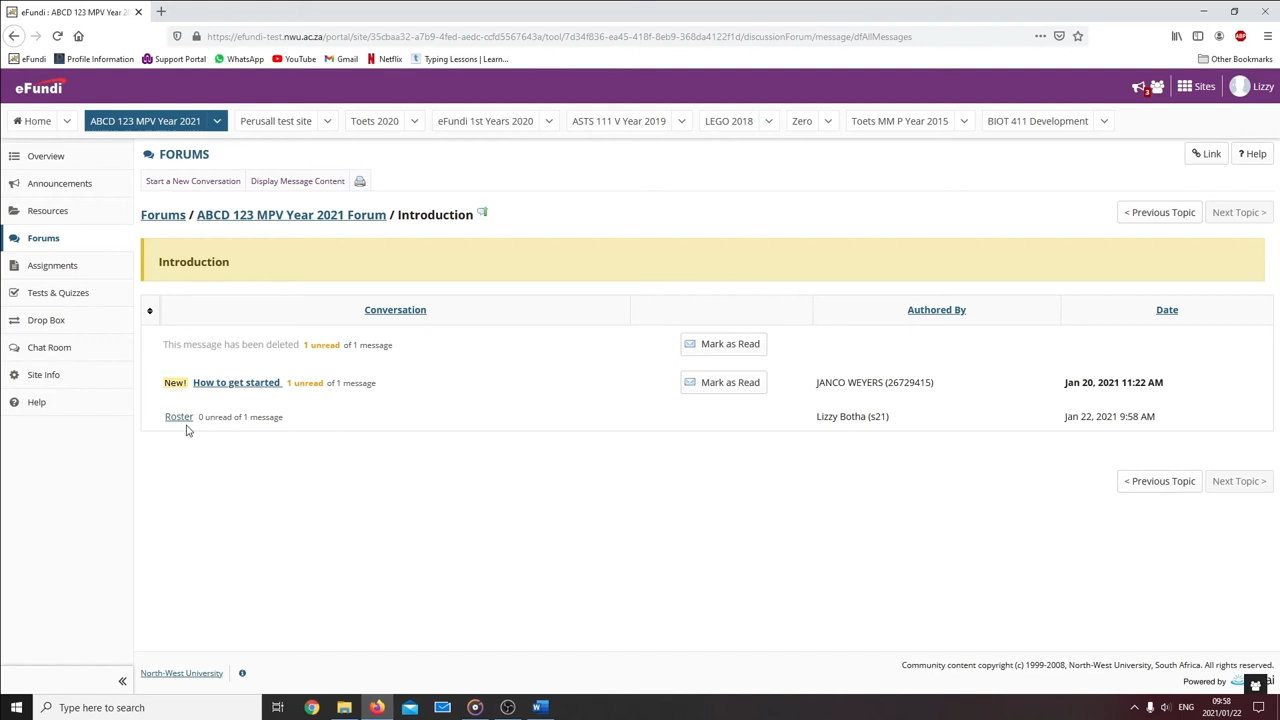 eFundi : ABCD 123 MPV Year 2021
https://efundi-test.nwu.ac.za/portal/site/35cbaa32-a7b9-4fed-aedc-ccfd5567643a/tool/7d34f836-ea45-418f-8eb9-368da4122f1d/discussionForum/message/dfAllMessages
eFundi Profile Information Support Portal WhatsApp YouTube Gmail Netflix Typing Lessons | Learn... Other Bookmarks
eFundi Sites Lizzy
Home ABCD 123 MPV Year 2021 Perusall test site Toets 2020 eFundi 1st Years 2020 ASTS 111 V Year 2019 LEGO 2018 Zero Toets MM P Year 2015 BIOT 411 Development
Overview
Announcements
Resources
Forums
Assignments
Tests & Quizzes
Drop Box
Chat Room
Site Info
Help
FORUMS
Link ? Help
Start a New Conversation Display Message Content
Forums / ABCD 123 MPV Year 2021 Forum / Introduction
< Previous Topic Next Topic >
Introduction
Conversation Authored By Date
This message has been deleted 1 unread of 1 message Mark as Read
New! How to get started 1 unread of 1 message Mark as Read JANCO WEYERS (26729415) Jan 20, 2021 11:22 AM
Roster 0 unread of 1 message Lizzy Botha (s21) Jan 22, 2021 9:58 AM
< Previous Topic Next Topic >
North-West University
Community content copyright (c) 1999-2008, North-West University, South Africa. All rights reserved.
Powered by
Type here to search
ENG
09:58
2021/01/22